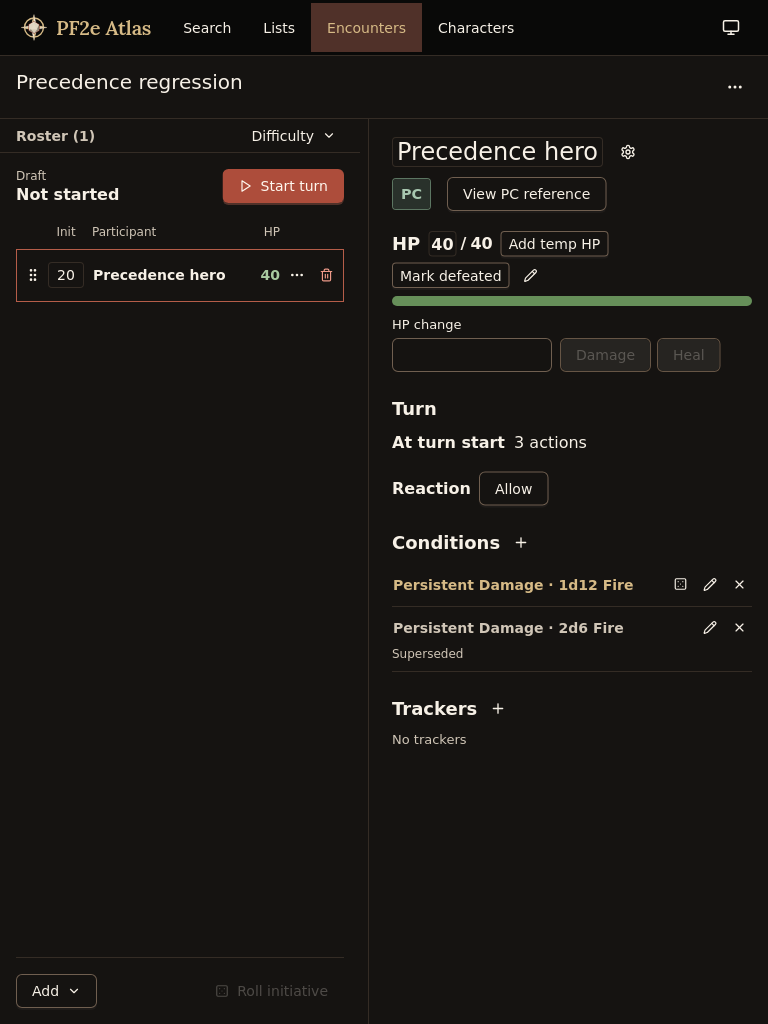 PF2e Atlas Search Lists Encounters Characters
Precedence regression
Roster (1) Difficulty
Draft
Not started
Start turn
Init Participant HP
20 Precedence hero 40
Add
Roll initiative
Precedence hero
PC View PC reference
HP 40 / 40 Add temp HP
Mark defeated
HP change
Damage Heal
Turn
At turn start 3 actions
Reaction Allow
Conditions
Persistent Damage · 1d12 Fire
Persistent Damage · 2d6 Fire
Superseded
Trackers
No trackers